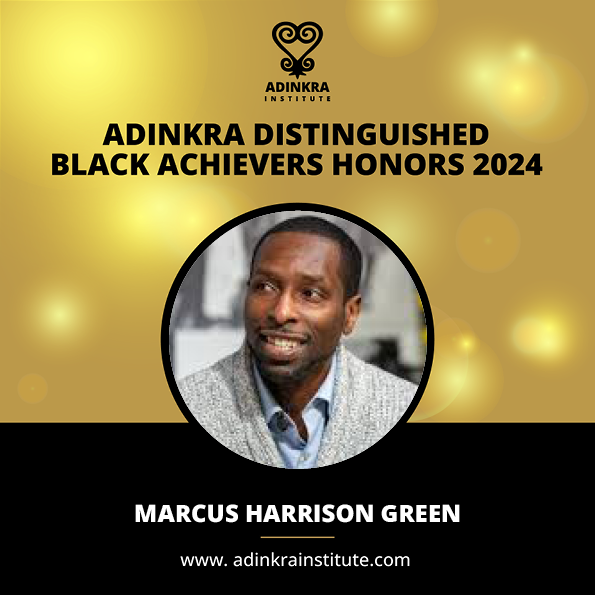 ADINKRA
INSTITUTE
ADINKRA DISTINGUISHED
BLACK ACHIEVERS HONORS 2024
MARCUS HARRISON GREEN
www. adinkrainstitute.com